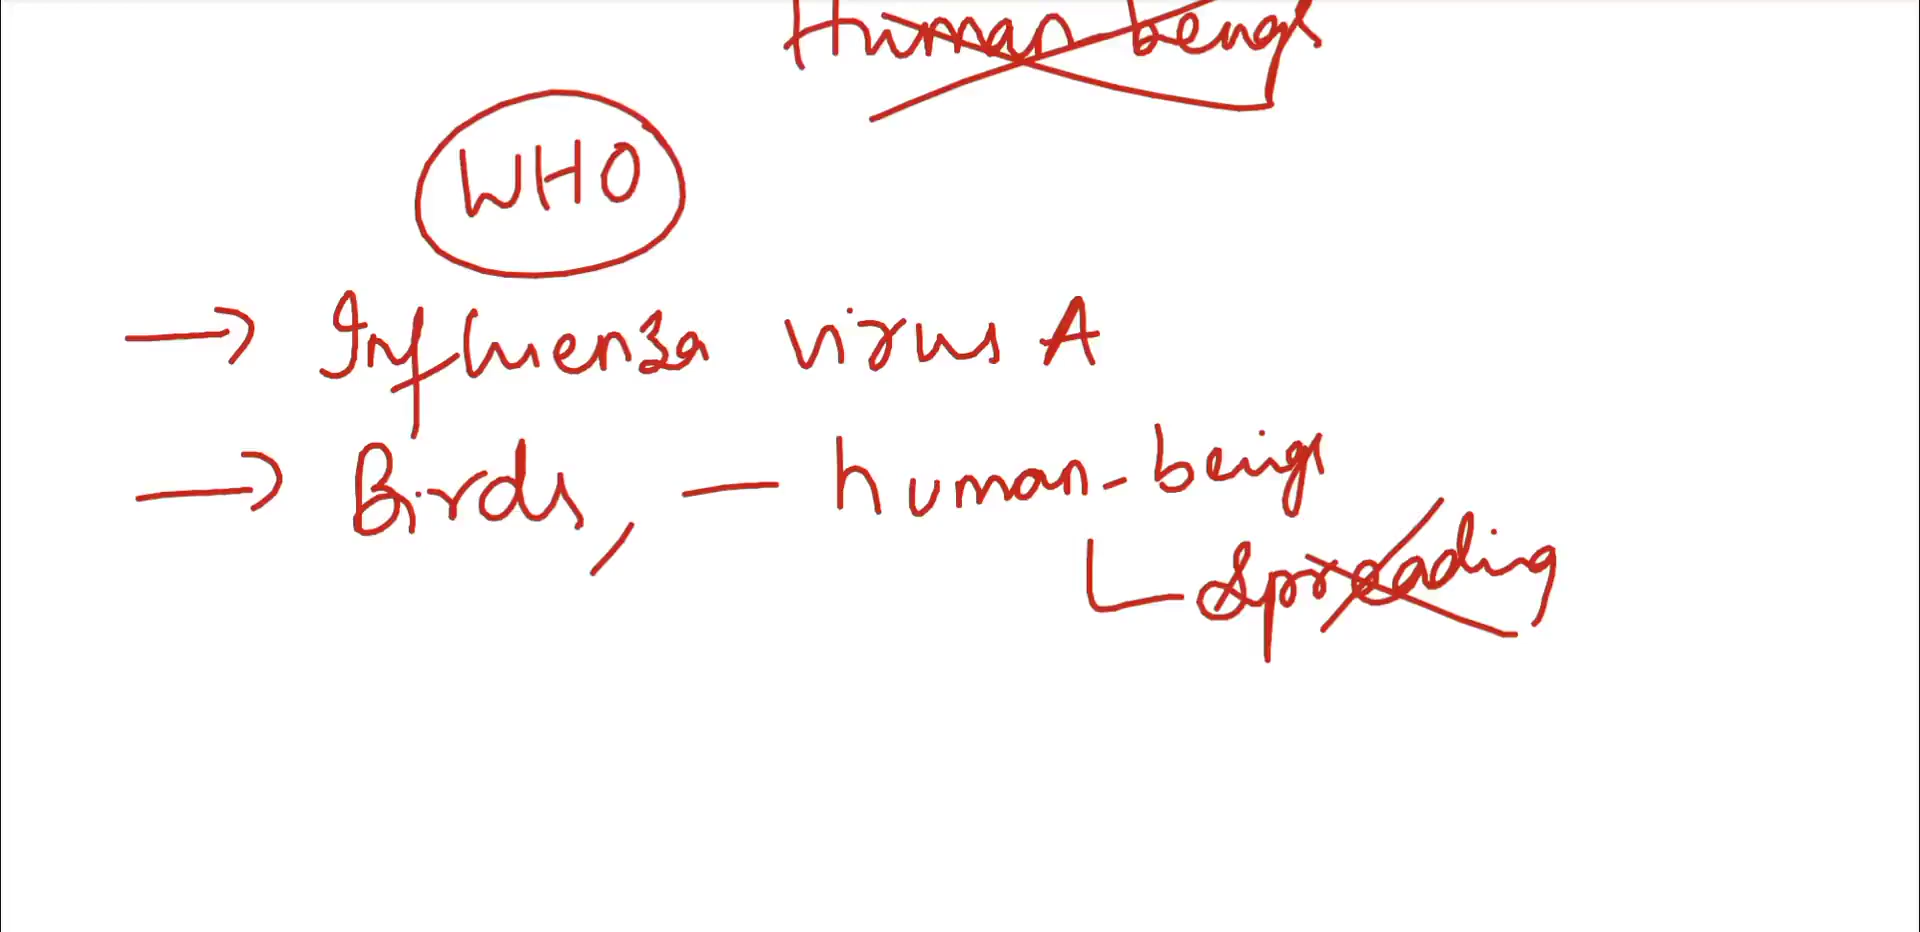 Human beings
WHO
→ Influenza virus A
→ Birds, — human-beings
Spreading